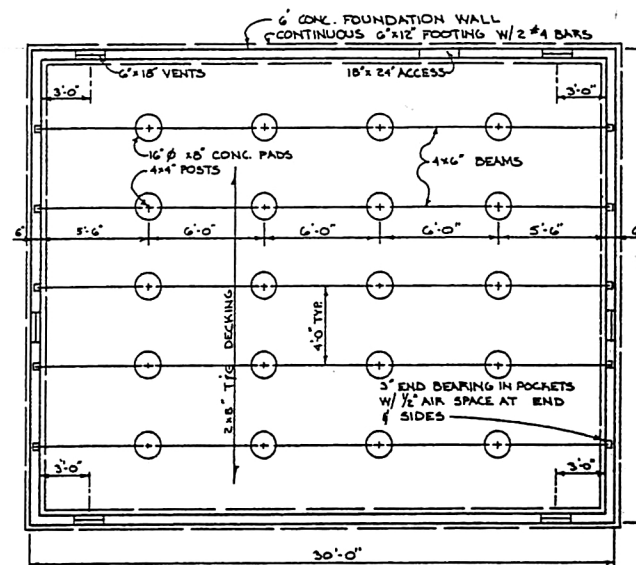 6" CONC. FOUNDATION WALL
CONTINUOUS 6"x12" FOOTING W/ 2 #4 BARS
6"x18" VENTS
18"x 24" ACCESS
3'-0"
3'-0"
16" Ø x8" CONC. PADS
4x4" POSTS
4x6" BEAMS
6"
5'-6"
6'-0"
6'-0"
6'-0"
5'-6"
2x8" T&G DECKING
4'-0" TYP.
3" END BEARING IN POCKETS
W/ 1/2" AIR SPACE AT END
& SIDES
3'-0"
3'-0"
30'-0"